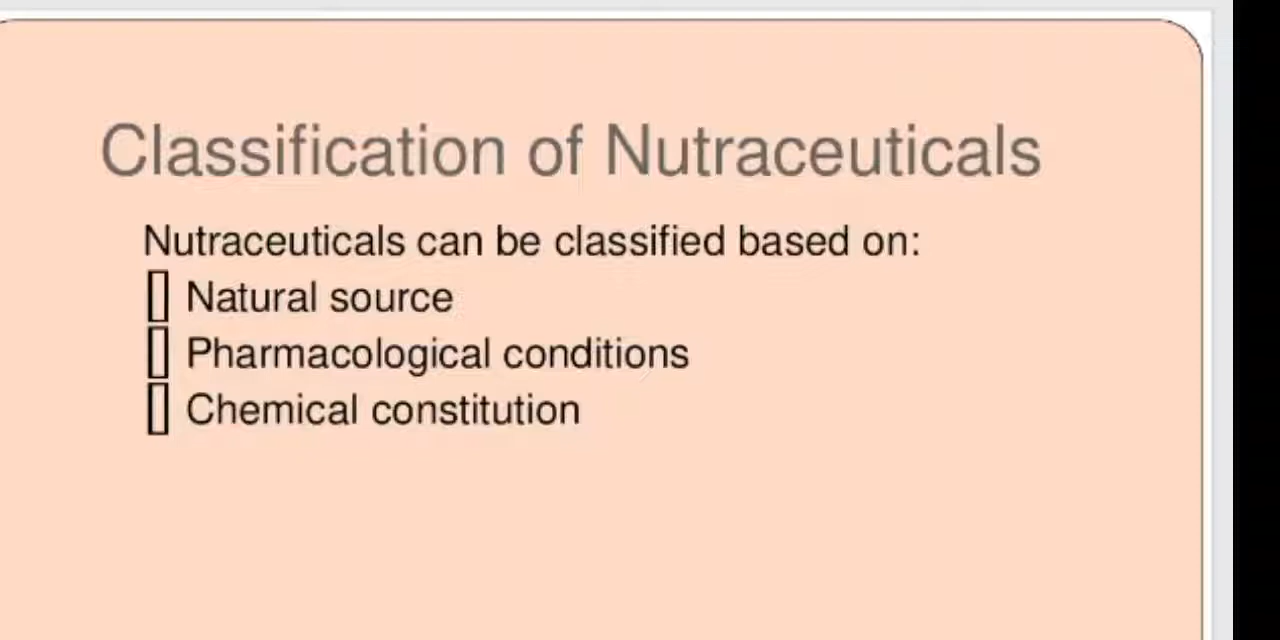 Classification of Nutraceuticals
Nutraceuticals can be classified based on:
Natural source
Pharmacological conditions
Chemical constitution